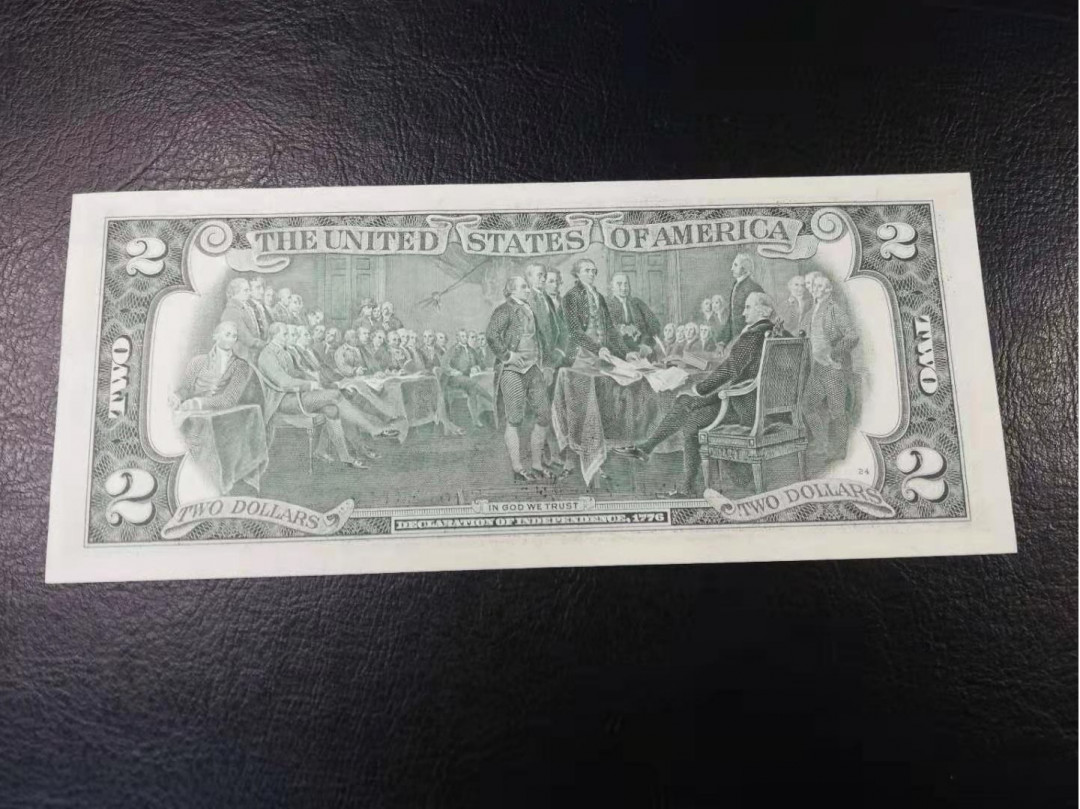 THE UNITED STATES OF AMERICA
2
2
TWO
TWO
24
2
2
TWO DOLLARS
TWO DOLLARS
IN GOD WE TRUST
DECLARATION OF INDEPENDENCE, 1776